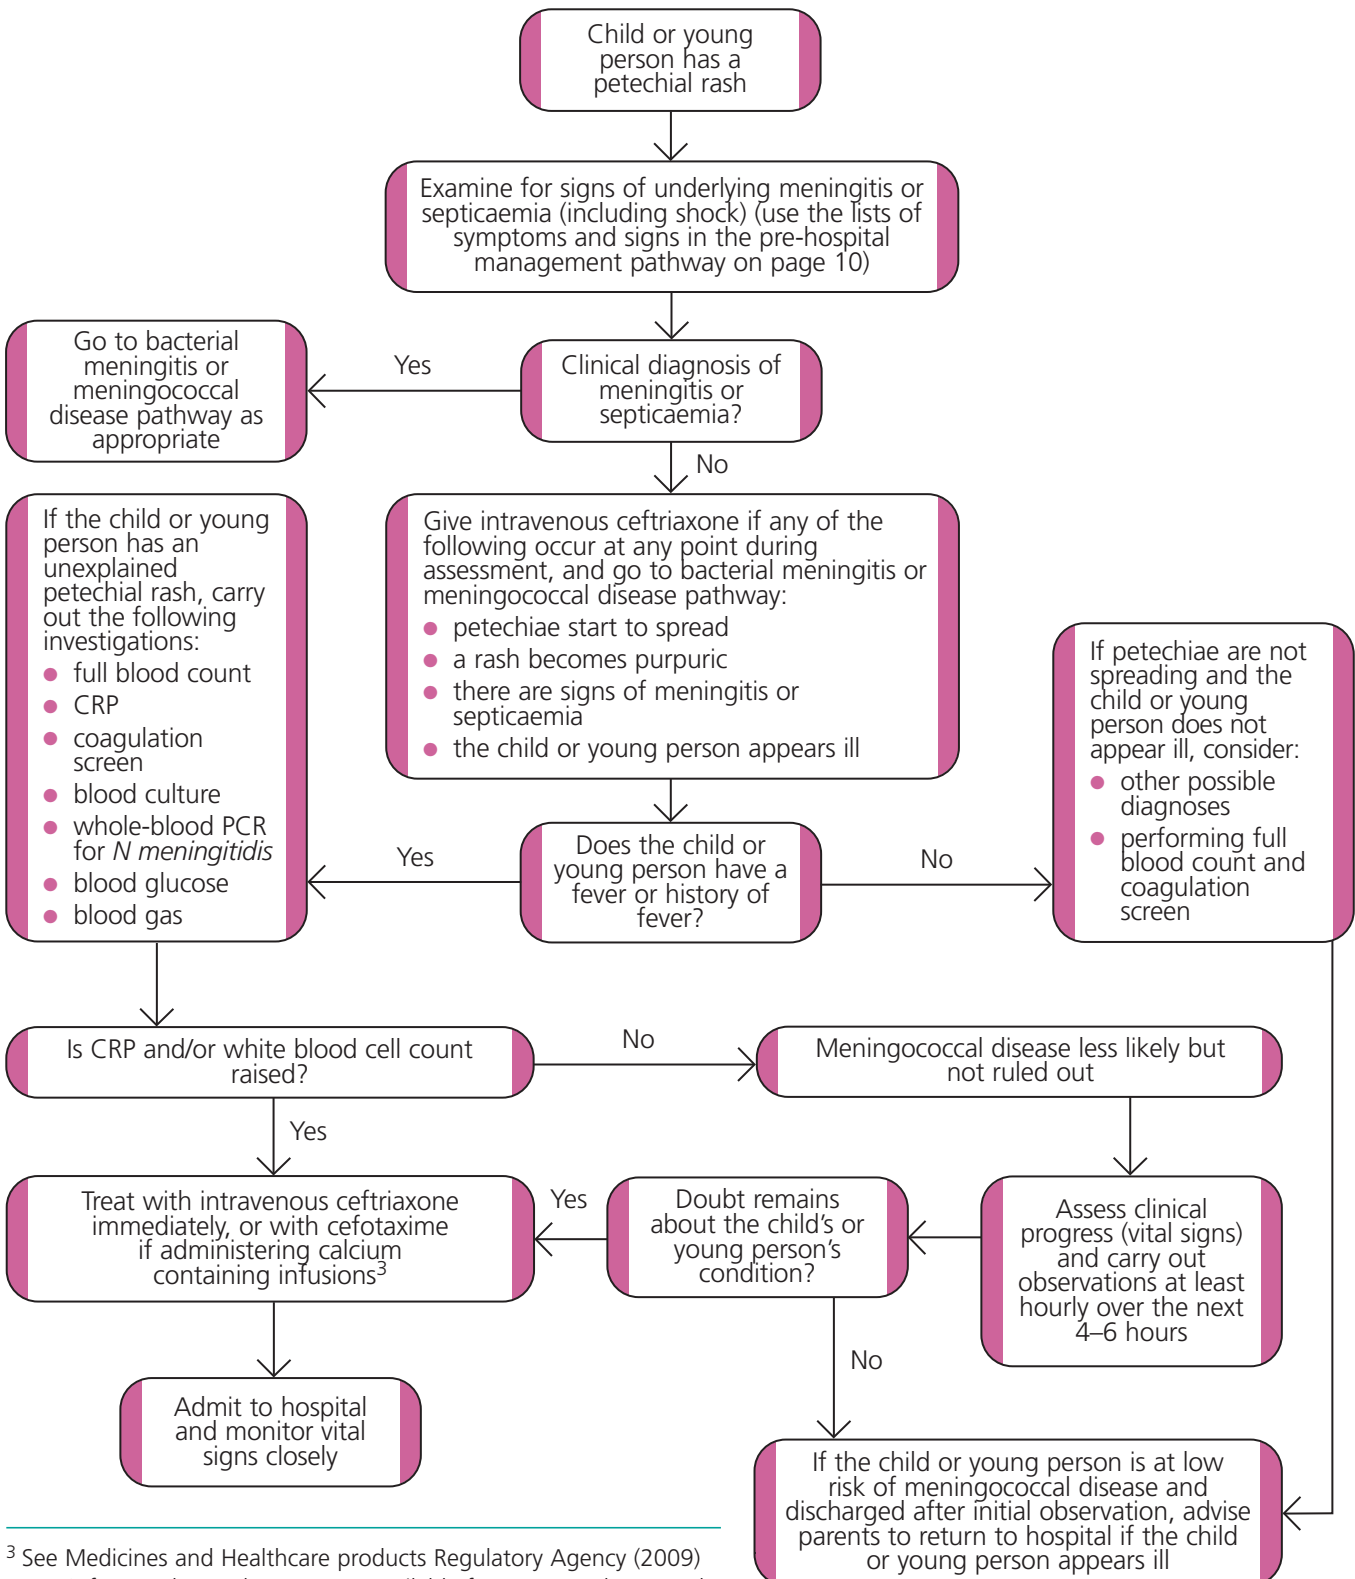 Child or young
person has a
petechial rash
Examine for signs of underlying meningitis or
septicaemia (including shock) (use the lists of
symptoms and signs in the pre-hospital
management pathway on page 10)
Clinical diagnosis of
meningitis or
septicaemia?
Yes
Go to bacterial
meningitis or
meningococcal
disease pathway as
appropriate
No
Give intravenous ceftriaxone if any of the
following occur at any point during
assessment, and go to bacterial meningitis or
meningococcal disease pathway:
● petechiae start to spread
● a rash becomes purpuric
● there are signs of meningitis or
septicaemia
● the child or young person appears ill
Does the child or
young person have a
fever or history of
fever?
Yes
If the child or young
person has an
unexplained
petechial rash, carry
out the following
investigations:
● full blood count
● CRP
● coagulation
screen
● blood culture
● whole-blood PCR
for N meningitidis
● blood glucose
● blood gas
No
If petechiae are not
spreading and the
child or young
person does not
appear ill, consider:
● other possible
diagnoses
● performing full
blood count and
coagulation
screen
Is CRP and/or white blood cell count
raised?
No
Meningococcal disease less likely but
not ruled out
Yes
Treat with intravenous ceftriaxone
immediately, or with cefotaxime
if administering calcium
containing infusions³
Yes
Doubt remains
about the child's or
young person's
condition?
Assess clinical
progress (vital signs)
and carry out
observations at least
hourly over the next
4–6 hours
No
Admit to hospital
and monitor vital
signs closely
If the child or young person is at low
risk of meningococcal disease and
discharged after initial observation, advise
parents to return to hospital if the child
or young person appears ill
³ See Medicines and Healthcare products Regulatory Agency (2009)